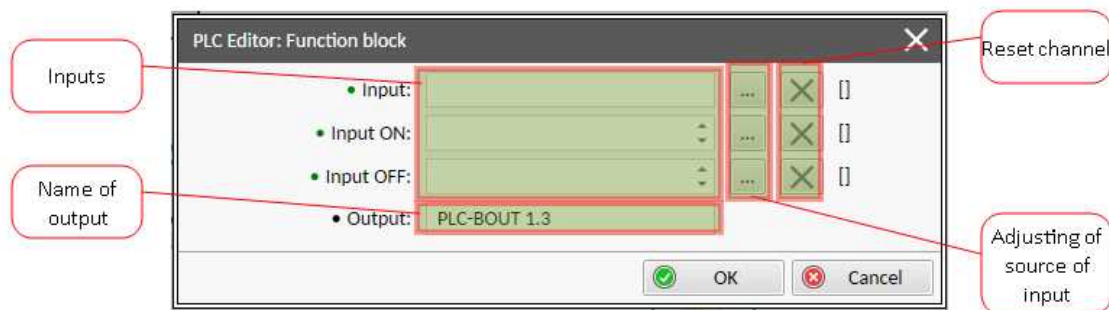 PLC Editor: Function block
Inputs
Reset channel
• Input:
... []
• Input ON:
... []
• Input OFF:
... []
Name of
output
• Output:
PLC-BOUT 1.3
Adjusting of
source of
input
OK
Cancel